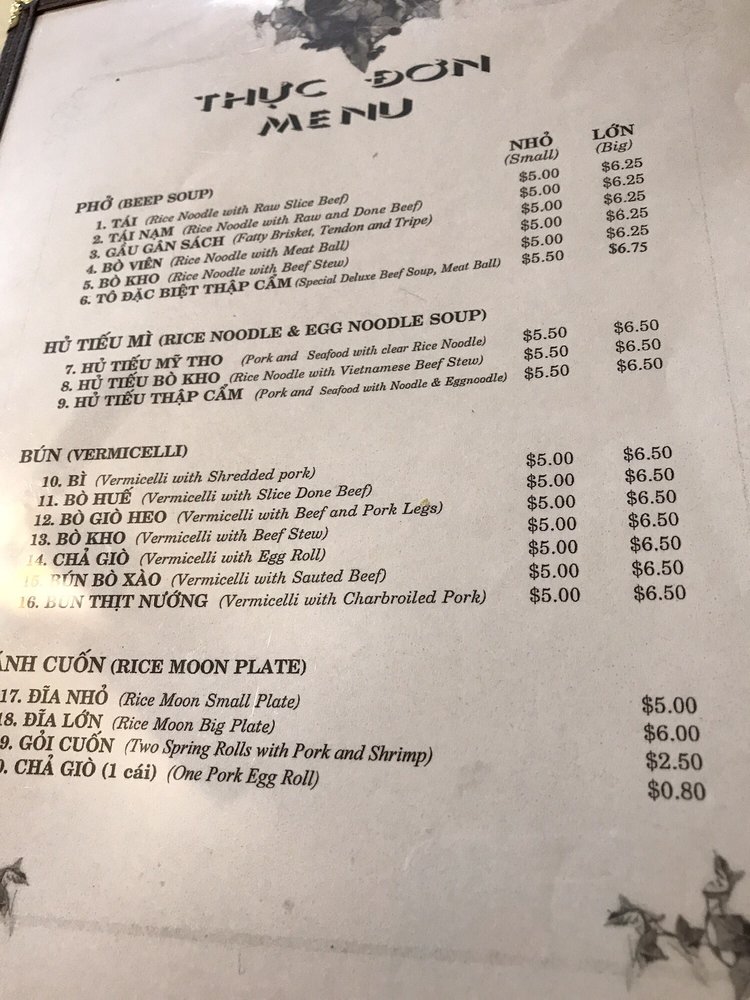 THỰC ĐƠN
MENU
NHỎ LỚN
(Small) (Big)
PHỞ (BEEP SOUP)
1. TÁI (Rice Noodle with Raw Slice Beef) $5.00 $6.25
2. TÁI NẠM (Rice Noodle with Raw and Done Beef) $5.00 $6.25
3. GẦU GÂN SÁCH (Fatty Brisket, Tendon and Tripe) $5.00 $6.25
4. BÒ VIÊN (Rice Noodle with Meat Ball) $5.00 $6.25
5. BÒ KHO (Rice Noodle with Beef Stew) $5.00 $6.25
6. TÔ ĐẶC BIỆT THẬP CẨM (Special Deluxe Beef Soup, Meat Ball) $5.50 $6.75
HỦ TIẾU MÌ (RICE NOODLE & EGG NOODLE SOUP)
7. HỦ TIẾU MỸ THO (Pork and Seafood with clear Rice Noodle) $5.50 $6.50
8. HỦ TIẾU BÒ KHO (Rice Noodle with Vietnamese Beef Stew) $5.50 $6.50
9. HỦ TIẾU THẬP CẨM (Pork and Seafood with Noodle & Eggnoodle) $5.50 $6.50
BÚN (VERMICELLI)
10. BÌ (Vermicelli with Shredded pork) $5.00 $6.50
11. BÒ HUẾ (Vermicelli with Slice Done Beef) $5.00 $6.50
12. BÒ GIÒ HEO (Vermicelli with Beef and Pork Legs) $5.00 $6.50
13. BÒ KHO (Vermicelli with Beef Stew) $5.00 $6.50
14. CHẢ GIÒ (Vermicelli with Egg Roll) $5.00 $6.50
15. BÚN BÒ XÀO (Vermicelli with Sauted Beef) $5.00 $6.50
16. BÚN THỊT NƯỚNG (Vermicelli with Charbroiled Pork) $5.00 $6.50
ÁNH CUỐN (RICE MOON PLATE)
17. ĐĨA NHỎ (Rice Moon Small Plate) $5.00
18. ĐĨA LỚN (Rice Moon Big Plate) $6.00
9. GỎI CUỐN (Two Spring Rolls with Pork and Shrimp) $2.50
0. CHẢ GIÒ (1 cái) (One Pork Egg Roll) $0.80